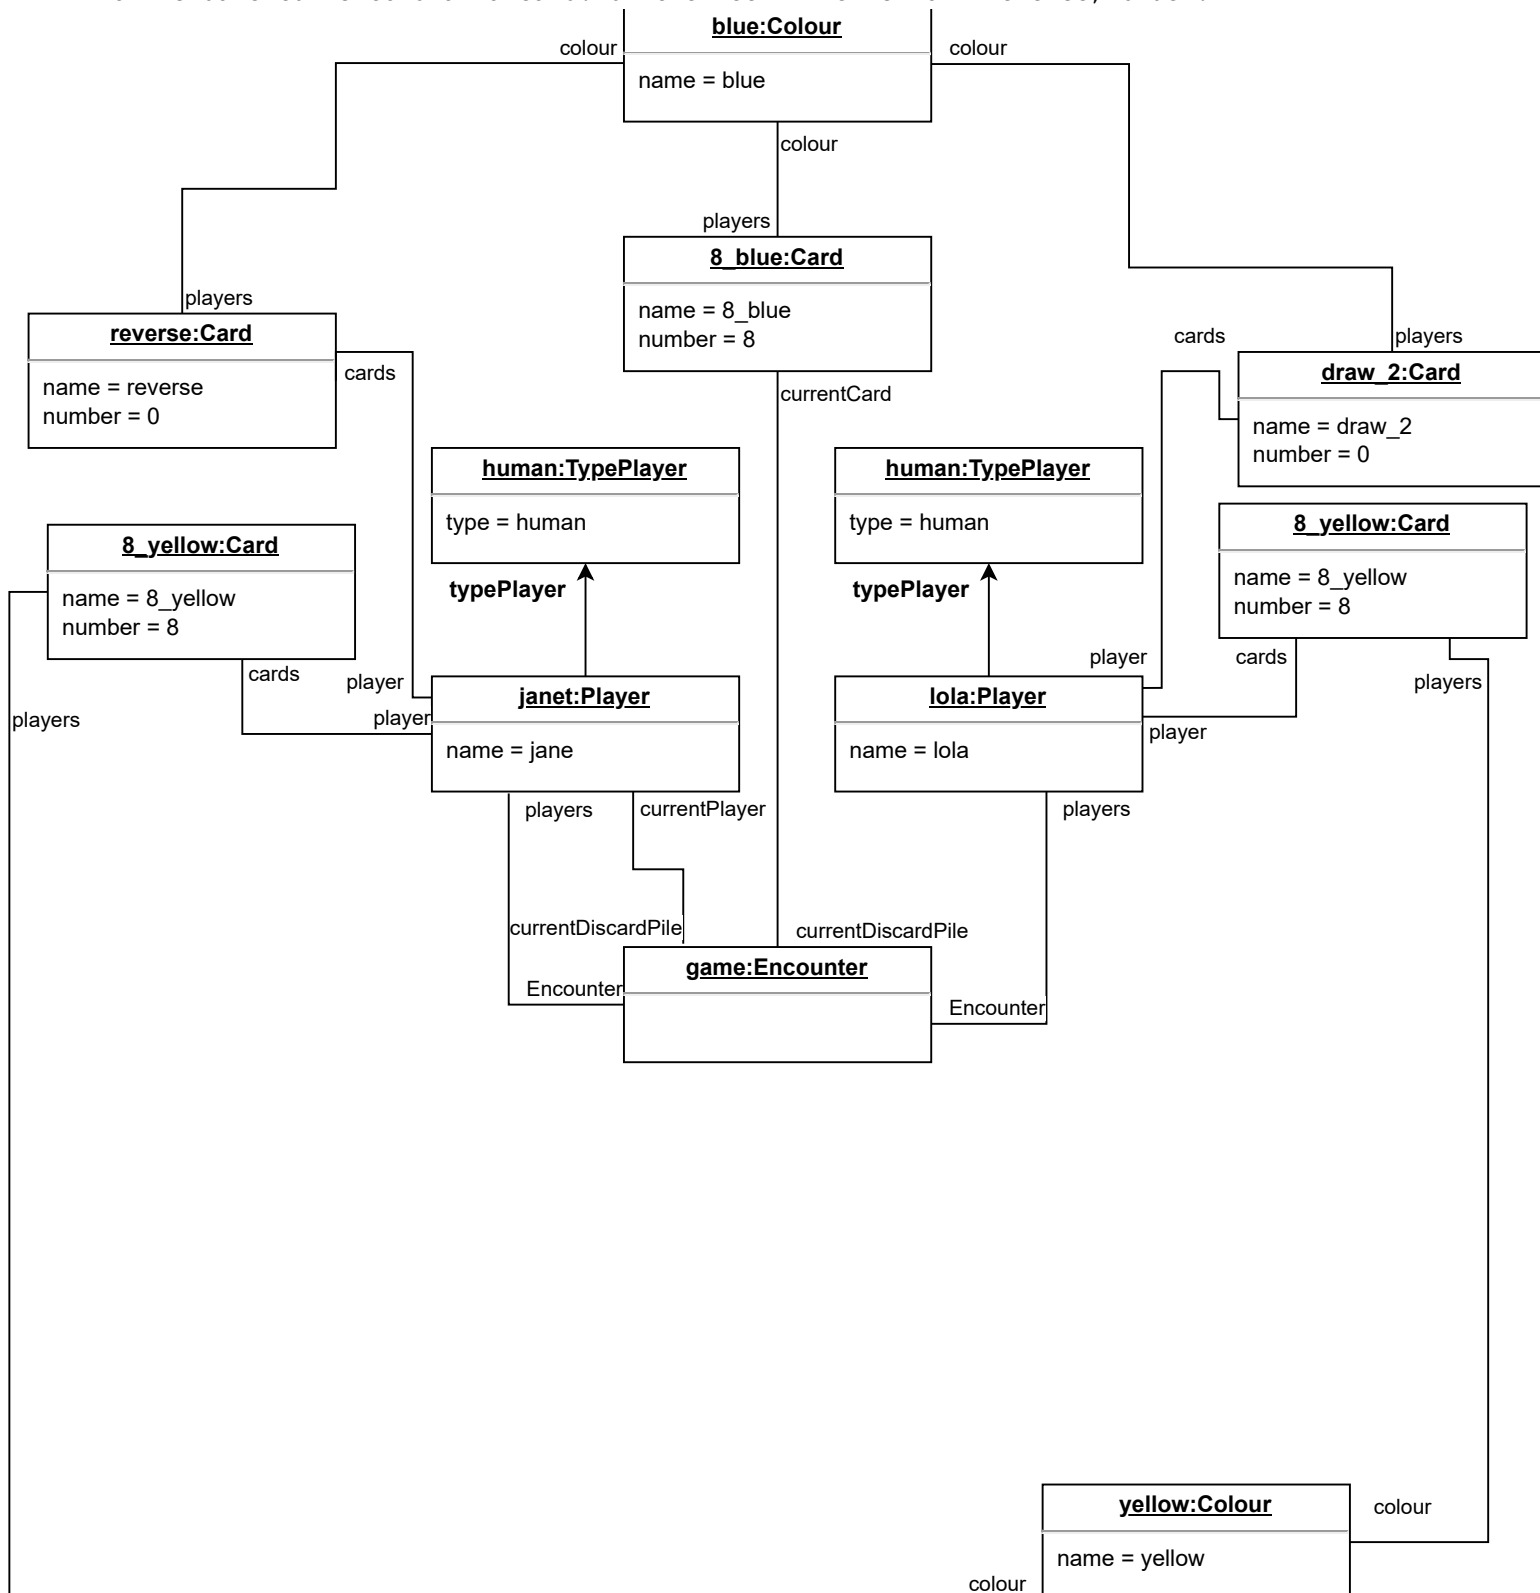 blue:Colour
colour
colour
name = blue
colour
players
8_blue:Card
players
name = 8_blue
reverse:Card
cards
players
number = 8
draw_2:Card
cards
name = reverse
currentCard
number = 0
name = draw_2
number = 0
human:TypePlayer
human:TypePlayer
type = human
type = human
8_yellow:Card
8_yellow:Card
name = 8_yellow
name = 8_yellow
typePlayer
typePlayer
number = 8
number = 8
cards
player
player
cards
players
janet:Player
lola:Player
players
player
player
name = jane
name = lola
players
currentPlayer
players
currentDiscardPile
currentDiscardPile
game:Encounter
Encounter
Encounter
yellow:Colour
colour
name = yellow
colour